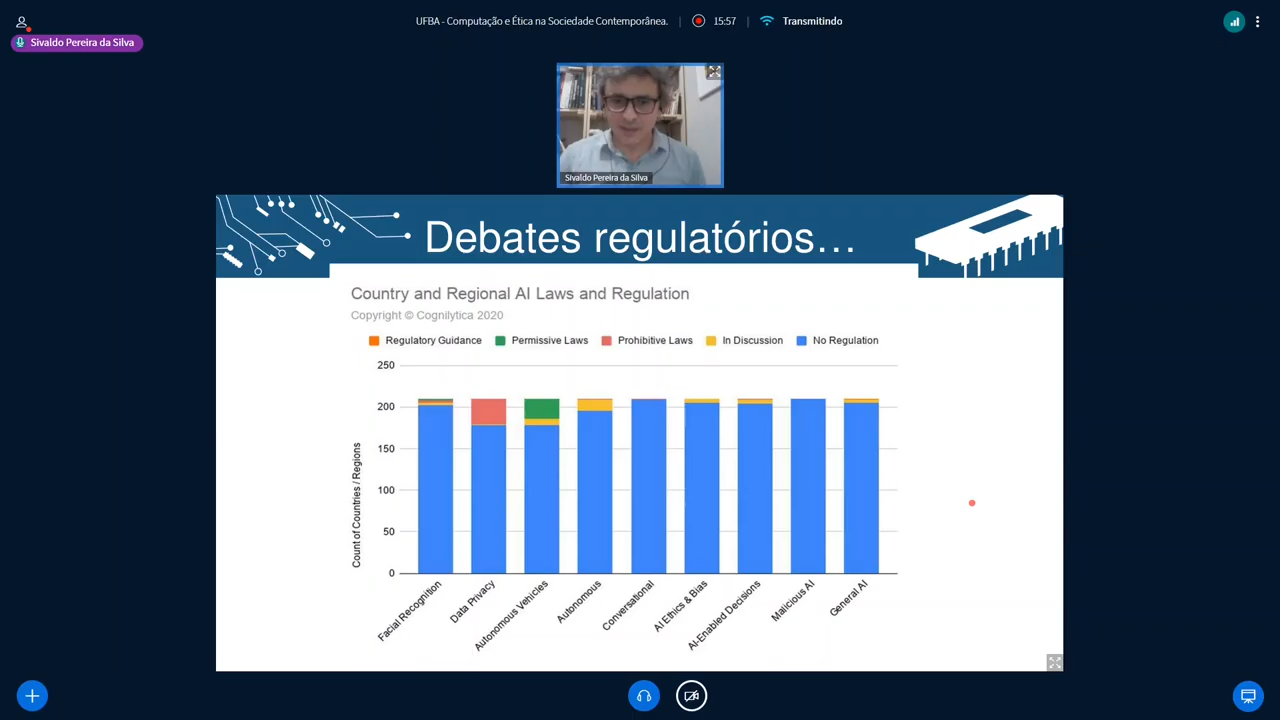 UFBA - Computação e Ética na Sociedade Contemporânea.
15:57
Transmitindo
Sivaldo Pereira da Silva
Sivaldo Pereira da Silva
Debates regulatórios…
Country and Regional AI Laws and Regulation
Copyright © Cognilytica 2020
Regulatory Guidance
Permissive Laws
Prohibitive Laws
In Discussion
No Regulation
250
200
150
100
50
0
Count of Countries / Regions
Facial Recognition
Data Privacy
Autonomous Vehicles
Autonomous
Conversational
AI Ethics & Bias
AI-Enabled Decisions
Malicious AI
General AI